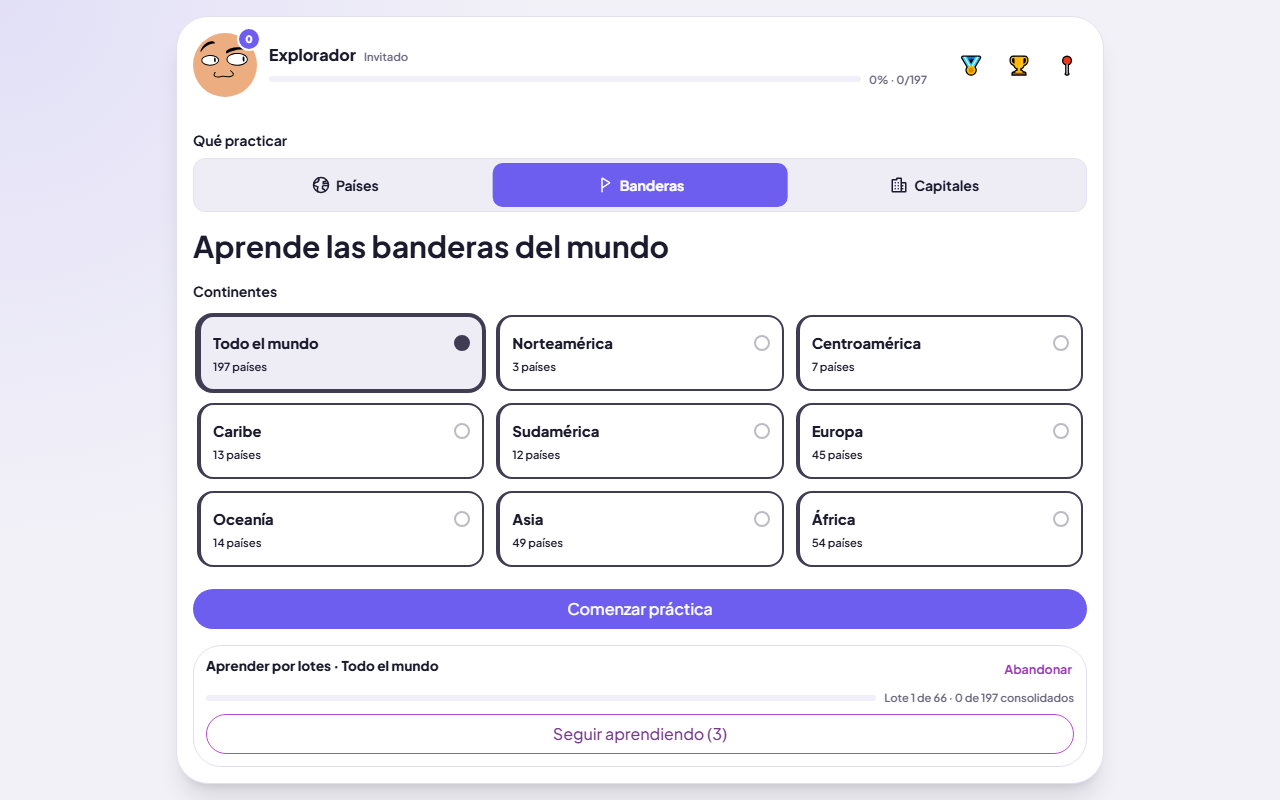 0
Explorador Invitado
0% · 0/197
Qué practicar
Países
Banderas
Capitales
Aprende las banderas del mundo
Continentes
Todo el mundo
197 países
Norteamérica
3 países
Centroamérica
7 países
Caribe
13 países
Sudamérica
12 países
Europa
45 países
Oceanía
14 países
Asia
49 países
África
54 países
Comenzar práctica
Aprender por lotes · Todo el mundo
Abandonar
Lote 1 de 66 · 0 de 197 consolidados
Seguir aprendiendo (3)